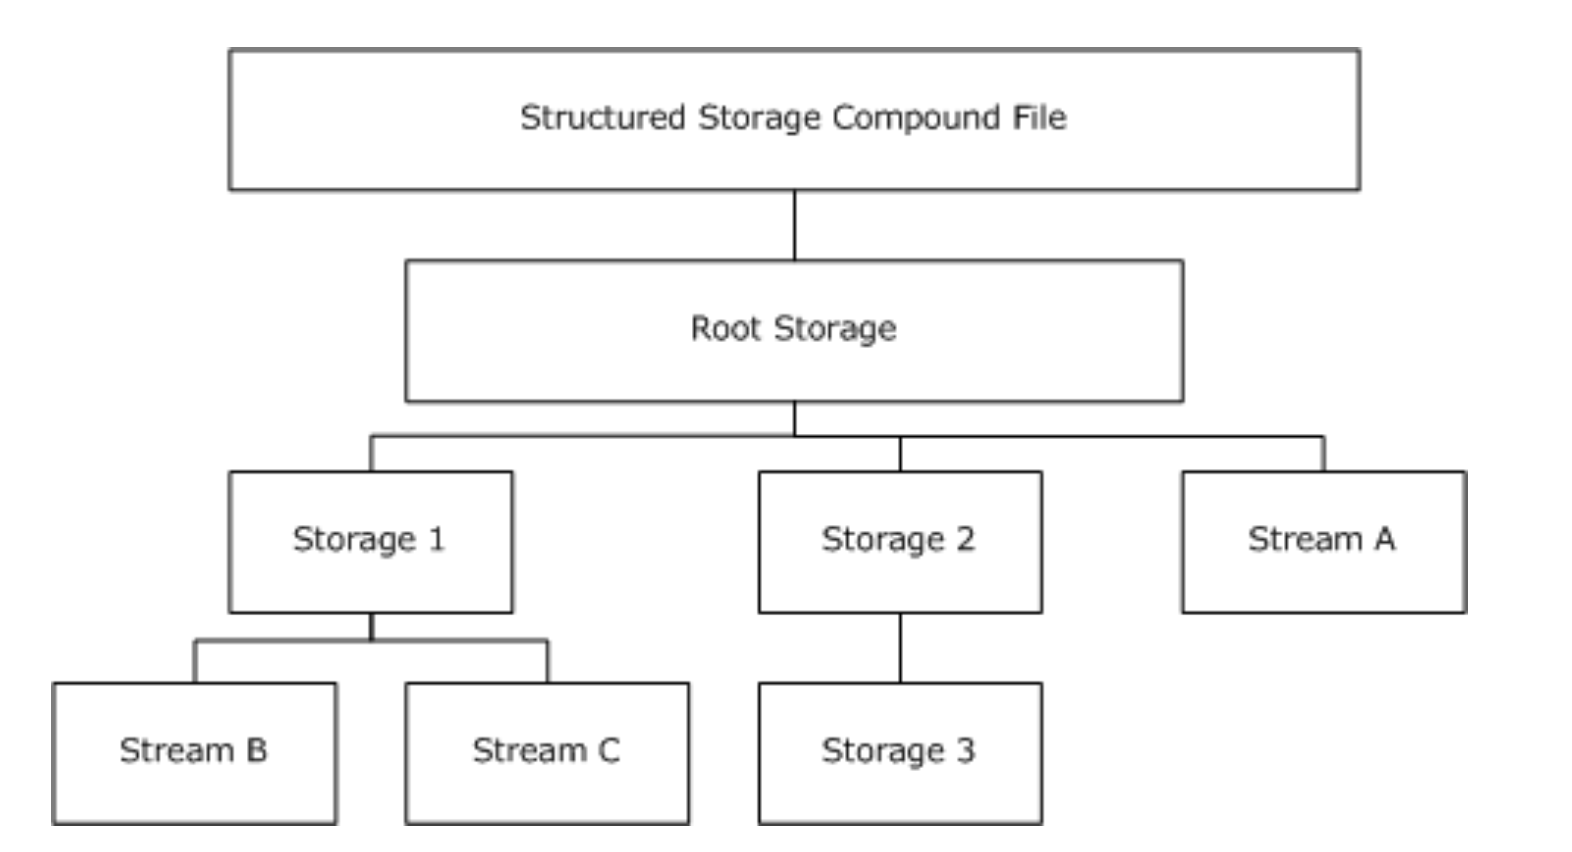 Structured Storage Compound File
Root Storage
Storage 1
Storage 2
Stream A
Stream B
Stream C
Storage 3